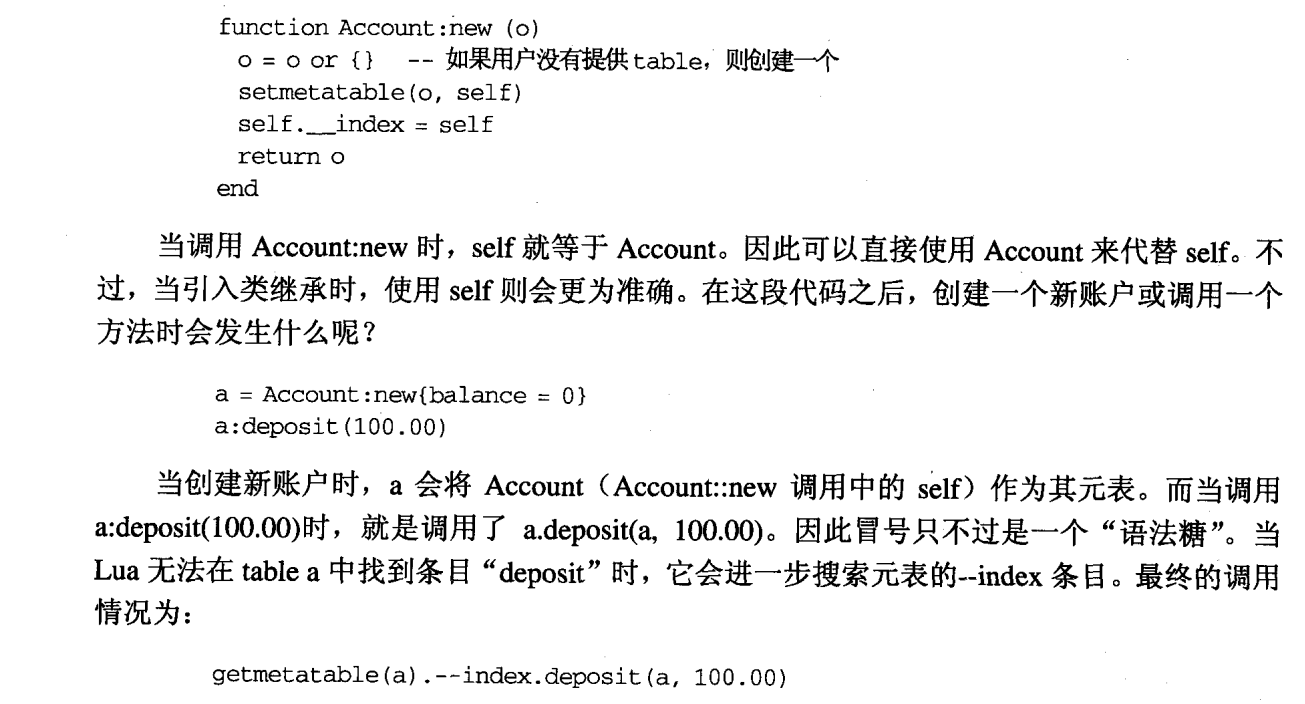 function Account:new (o)
o = o or {} -- 如果用户没有提供table，则创建一个
setmetatable(o, self)
self.__index = self
return o
end
当调用 Account:new 时，self 就等于 Account。因此可以直接使用 Account 来代替 self。不
过，当引入类继承时，使用 self 则会更为准确。在这段代码之后，创建一个新账户或调用一个
方法时会发生什么呢？
a = Account:new{balance = 0}
a:deposit(100.00)
当创建新账户时，a 会将 Account（Account::new 调用中的 self）作为其元表。而当调用
a:deposit(100.00)时，就是调用了 a.deposit(a, 100.00)。因此冒号只不过是一个“语法糖”。当
Lua 无法在 table a 中找到条目“deposit”时，它会进一步搜索元表的--index 条目。最终的调用
情况为：
getmetatable(a).--index.deposit(a, 100.00)